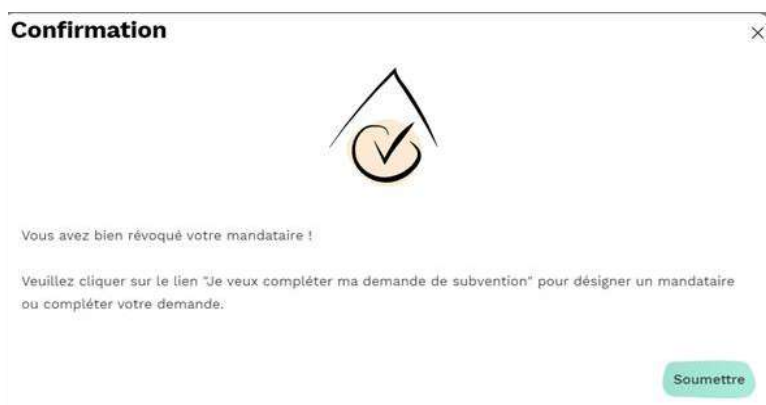 Confirmation
Vous avez bien révoqué votre mandataire !
Veuillez cliquer sur le lien "Je veux compléter ma demande de subvention" pour désigner un mandataire
ou compléter votre demande.
Soumettre